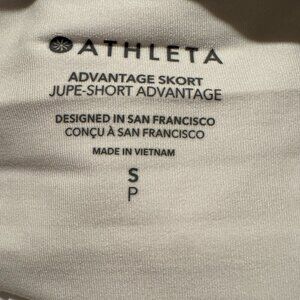 ATHLETA
ADVANTAGE SKORT
JUPE-SHORT ADVANTAGE
DESIGNED IN SAN FRANCISCO
CONÇU À SAN FRANCISCO
MADE IN VIETNAM
S
P